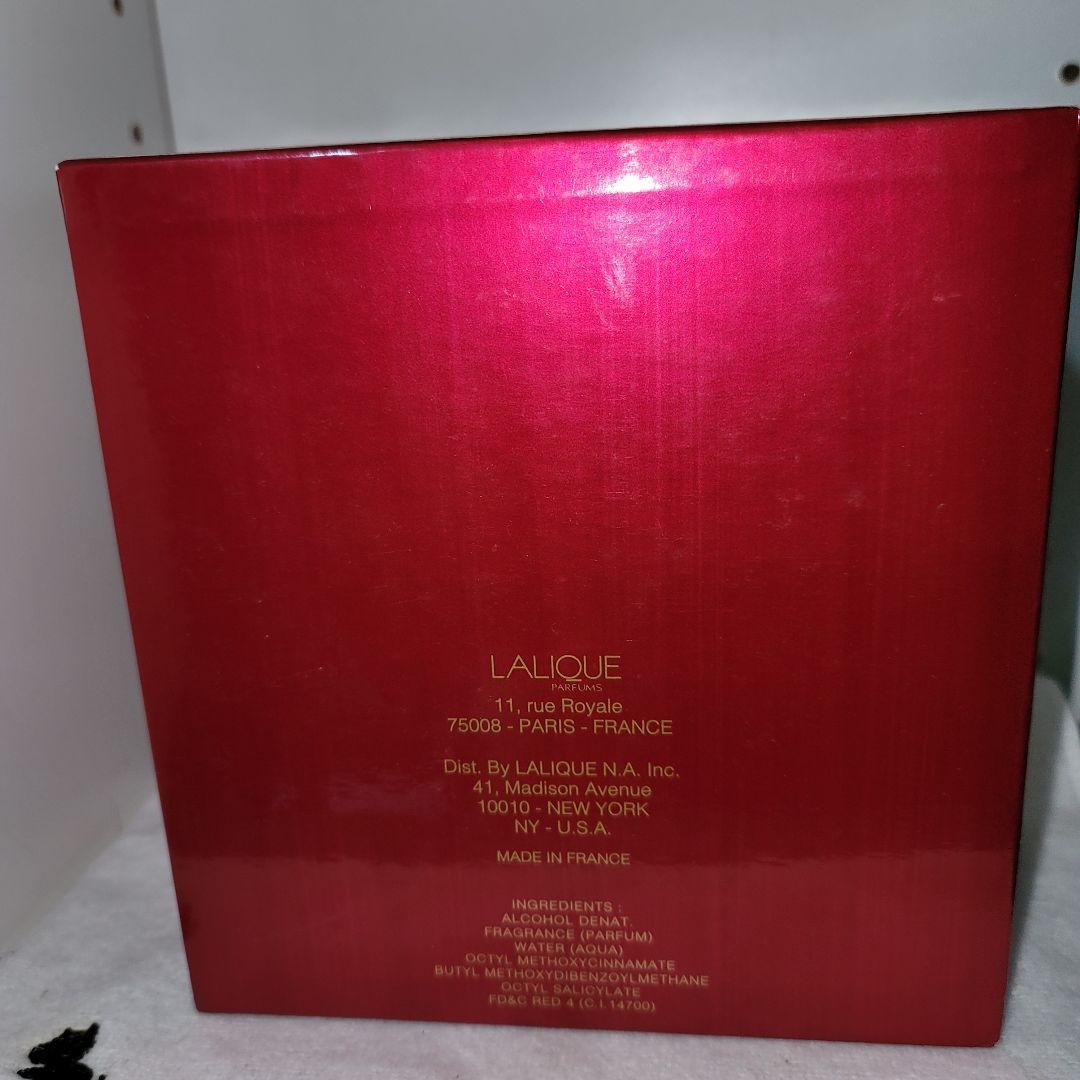 LALIQUE
PARFUMS
11, rue Royale
75008 - PARIS - FRANCE
Dist. By LALIQUE N.A. Inc.
41, Madison Avenue
10010 - NEW YORK
NY - U.S.A.
MADE IN FRANCE
INGREDIENTS :
ALCOHOL DENAT.
FRAGRANCE (PARFUM)
WATER (AQUA)
OCTYL METHOXYCINNAMATE
BUTYL METHOXYDIBENZOYLMETHANE
OCTYL SALICYLATE
FD&C RED 4 (C.I.14700)